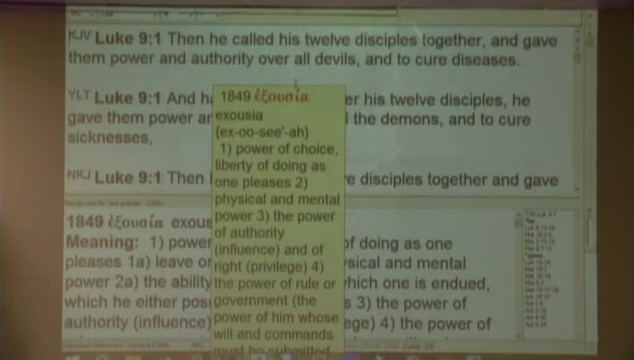 KJV Luke 9:1 Then he called his twelve disciples together, and gave
them power and authority over all devils, and to cure diseases.
YLT Luke 9:1 And h er his twelve disciples, he
gave them power ar l the demons, and to cure
sicknesses,
NKJ Luke 9:1 Then e disciples together and gave
1849 ἐξουσία
exousia
{ex-oo-see'-ah}
1) power of choice,
liberty of doing as
one pleases 2)
physical and mental
power 3) the power
of authority
(influence) and of
right (privilege) 4)
the power of rule or
government (the
power of him whose
will and commands
must be submitted
1849 ἐξουσία exous
Meaning: 1) power of doing as one
pleases 1a) leave or sical and mental
power 2a) the ability which one is endued,
which he either pos s 3) the power of
authority (influence) ege) 4) the power of